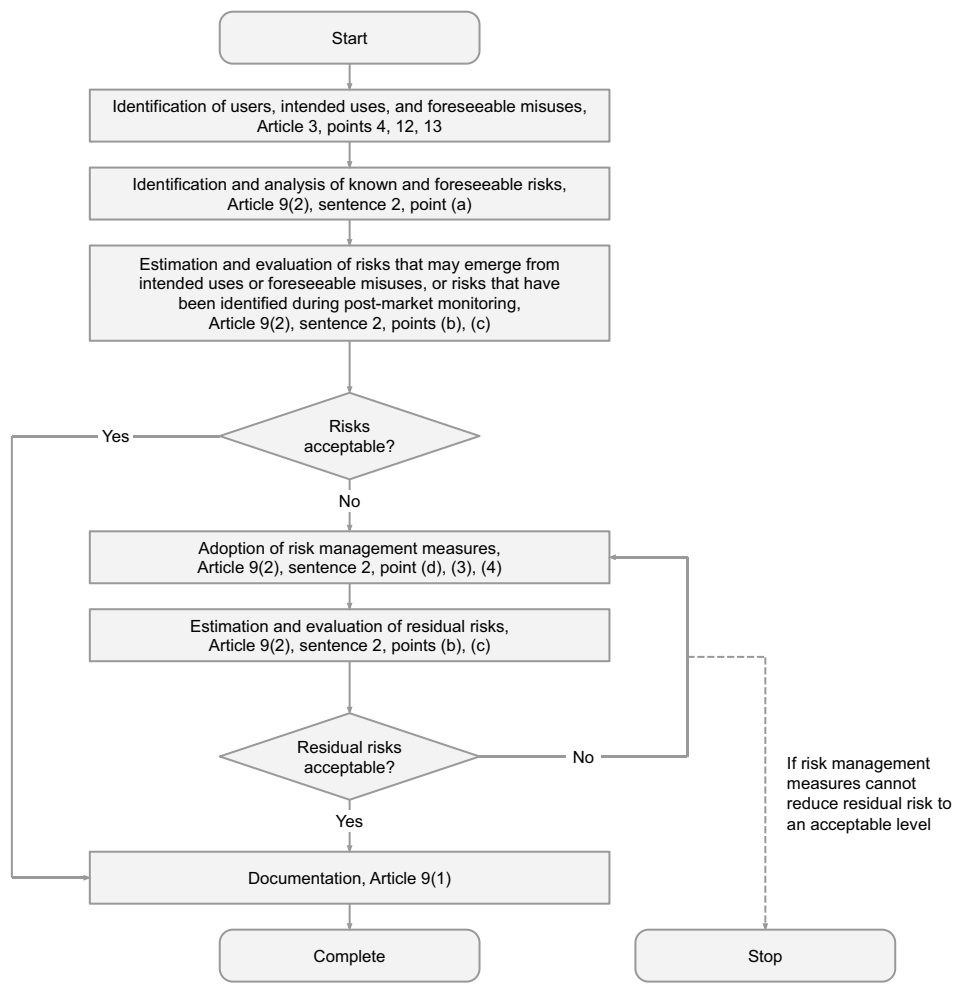 Start
Identification of users, intended uses, and foreseeable misuses,
Article 3, points 4, 12, 13
Identification and analysis of known and foreseeable risks,
Article 9(2), sentence 2, point (a)
Estimation and evaluation of risks that may emerge from
intended uses or foreseeable misuses, or risks that have
been identified during post-market monitoring,
Article 9(2), sentence 2, points (b), (c)
Risks
acceptable?
Yes
No
Adoption of risk management measures,
Article 9(2), sentence 2, point (d), (3), (4)
Estimation and evaluation of residual risks,
Article 9(2), sentence 2, points (b), (c)
Residual risks
acceptable?
No
If risk management
measures cannot
reduce residual risk to
an acceptable level
Yes
Documentation, Article 9(1)
Complete
Stop